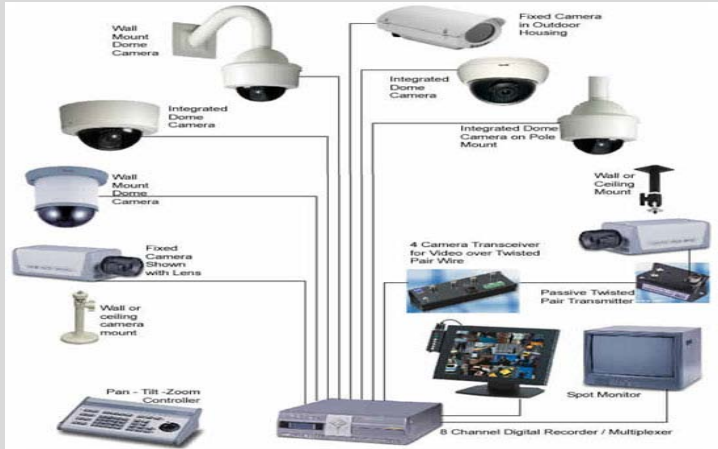 Wall
Mount
Dome
Camera
Fixed Camera
in Outdoor
Housing
Integrated
Dome
Camera
Integrated
Dome
Camera
Integrated Dome
Camera on Pole
Mount
Wall
Mount
Dome
Camera
Wall or
Ceiling
Mount
Fixed
Camera
Shown
with Lens
4 Camera Transceiver
for Video over Twisted
Pair Wire
Passive Twisted
Pair Transmitter
Wall or
ceiling
camera
mount
Spot Monitor
Pan - Tilt -Zoom
Controller
8 Channel Digital Recorder / Multiplexer